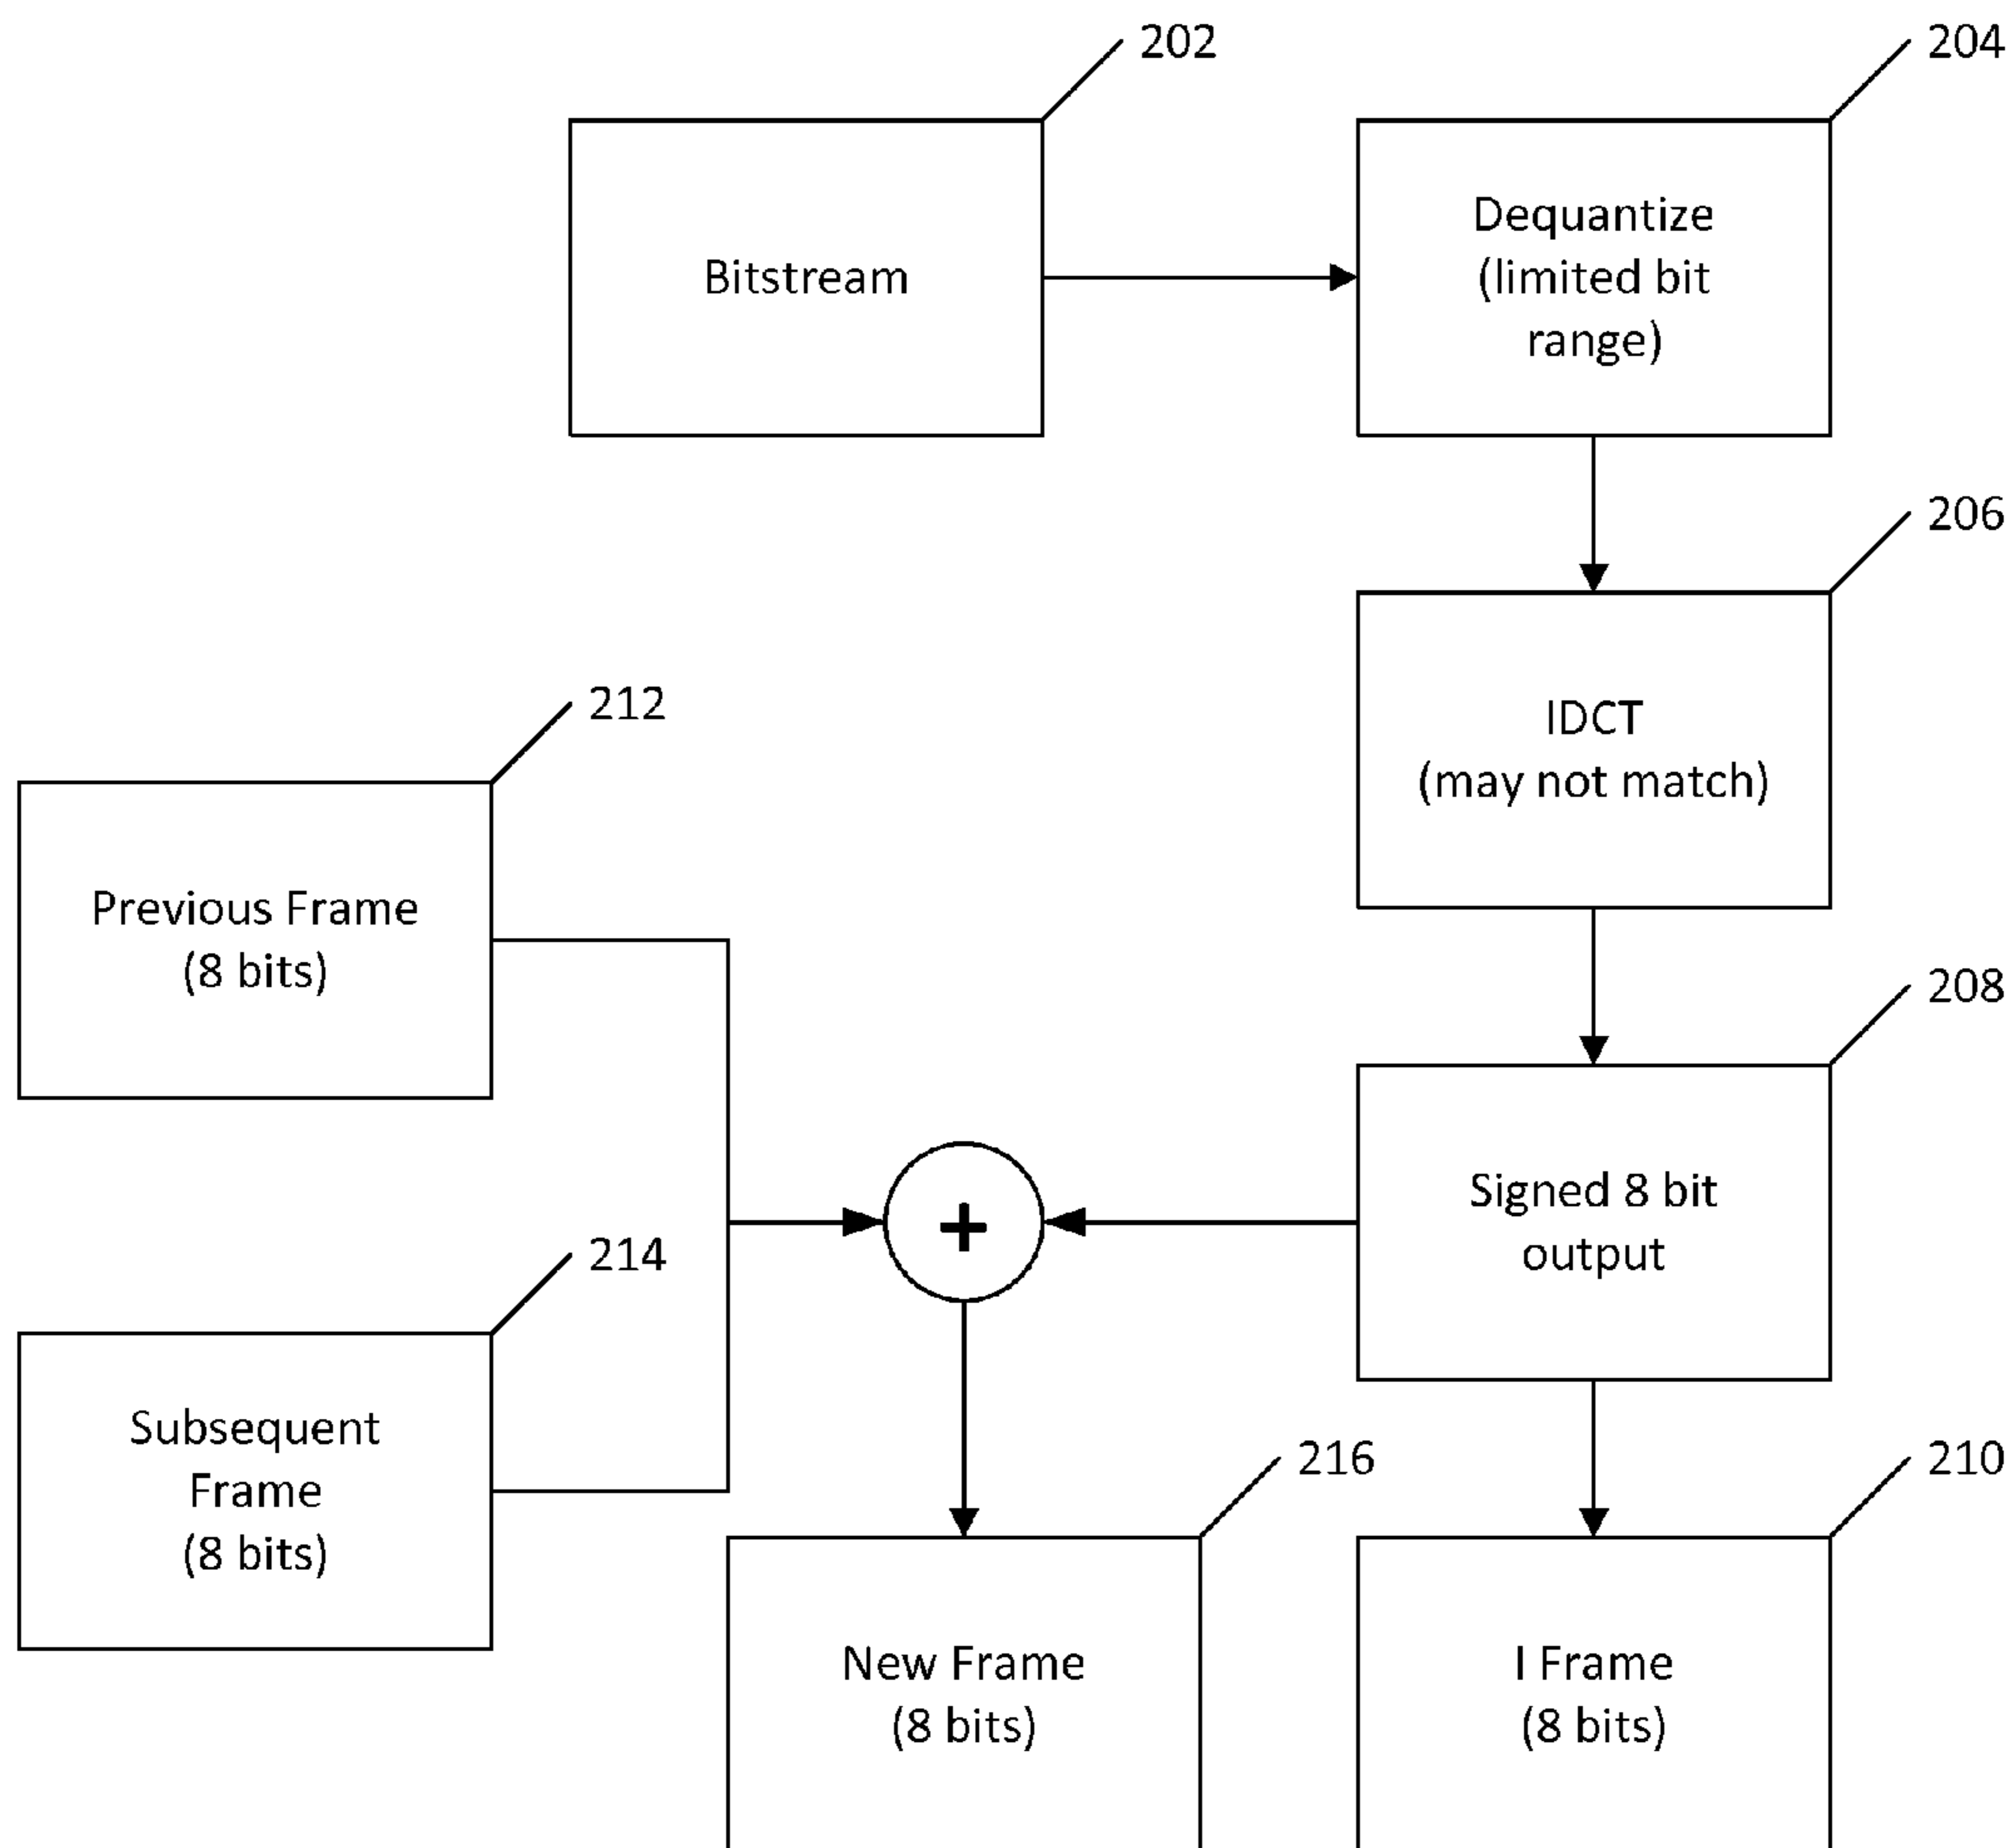 202
204
Bitstream
Dequantize
(limited bit
range)
206
IDCT
(may not match)
212
Previous Frame
(8 bits)
208
Signed 8 bit
output
+
214
Subsequent
Frame
(8 bits)
216
New Frame
(8 bits)
210
I Frame
(8 bits)